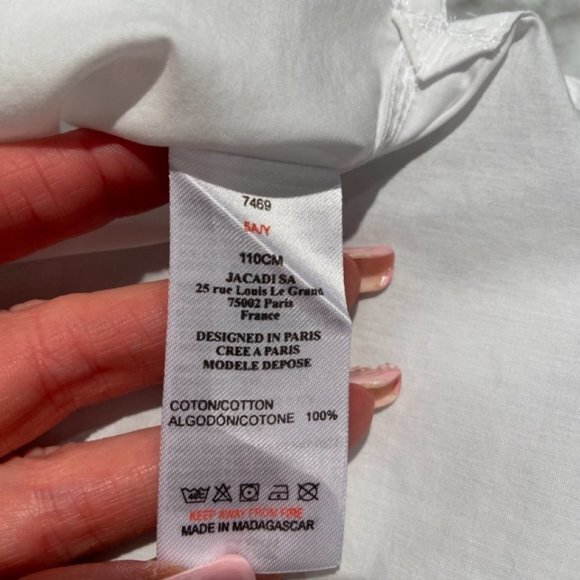 7469
5A/Y
110CM
JACADI SA
25 rue Louis Le Grand
75002 Paris
France
DESIGNED IN PARIS
CREE A PARIS
MODELE DEPOSE
COTON/COTTON
ALGODÓN/COTONE 100%
KEEP AWAY FROM FIRE
MADE IN MADAGASCAR